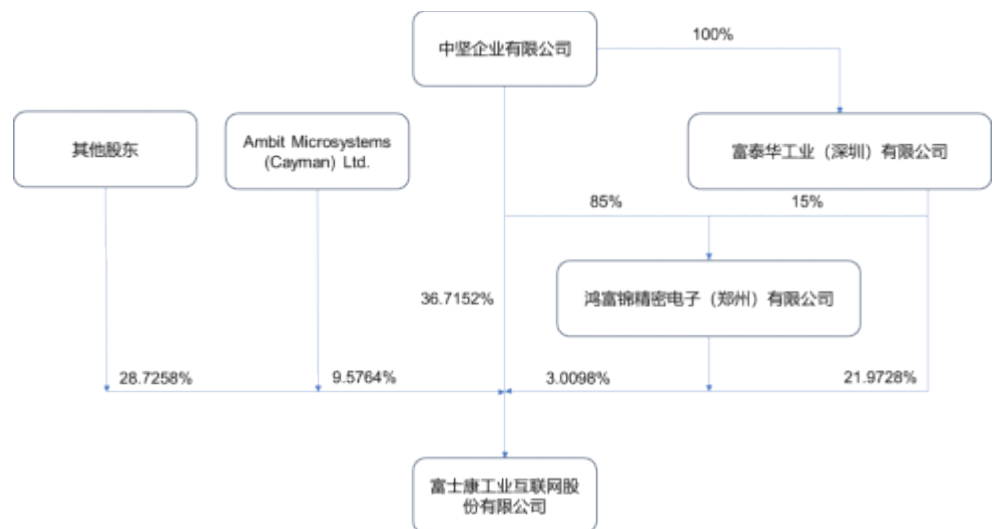 中坚企业有限公司
100%
其他股东
Ambit Microsystems
(Cayman) Ltd.
富泰华工业（深圳）有限公司
85%
15%
鸿富锦精密电子（郑州）有限公司
36.7152%
28.7258%
9.5764%
3.0098%
21.9728%
富士康工业互联网股
份有限公司